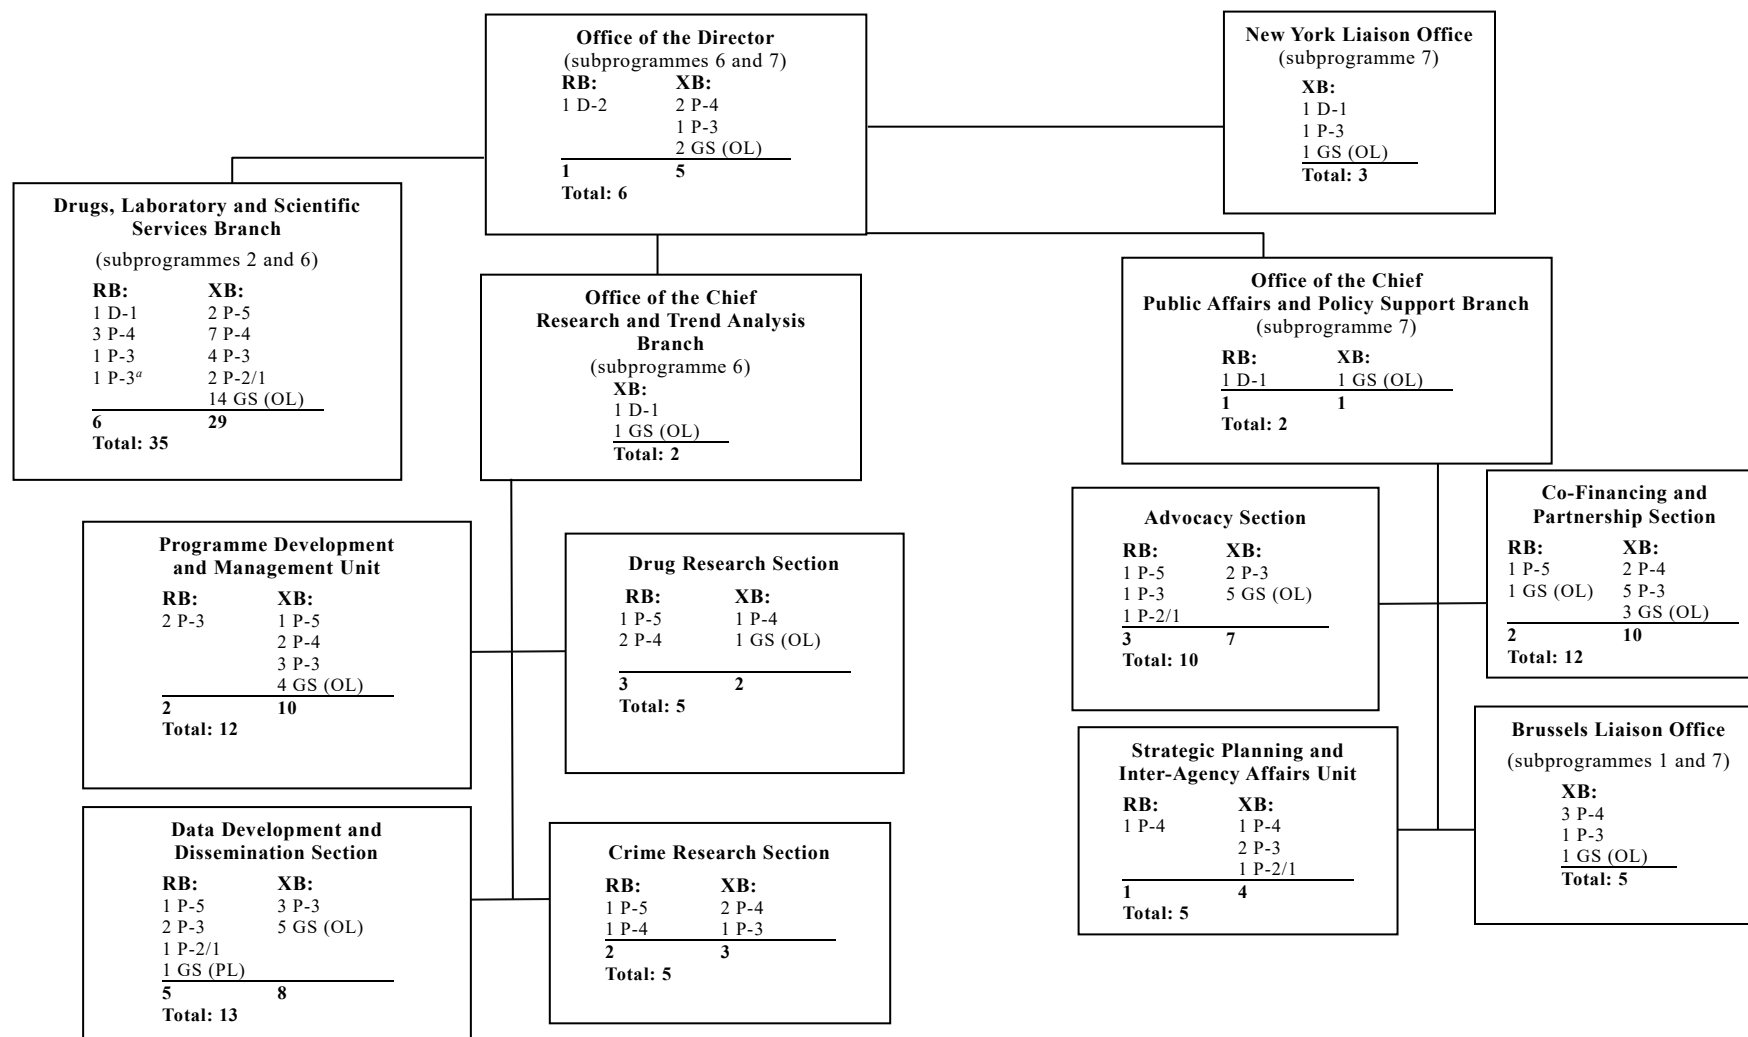 Office of the Director
(subprogrammes 6 and 7)
RB: XB:
1 D-2 2 P-4
1 P-3
2 GS (OL)
1 5
Total: 6
New York Liaison Office
(subprogramme 7)
XB:
1 D-1
1 P-3
1 GS (OL)
Total: 3
Drugs, Laboratory and Scientific
Services Branch
(subprogrammes 2 and 6)
RB: XB:
1 D-1 2 P-5
3 P-4 7 P-4
1 P-3 4 P-3
1 P-3a 2 P-2/1
14 GS (OL)
6 29
Total: 35
Office of the Chief
Research and Trend Analysis
Branch
(subprogramme 6)
XB:
1 D-1
1 GS (OL)
Total: 2
Office of the Chief
Public Affairs and Policy Support Branch
(subprogramme 7)
RB: XB:
1 D-1 1 GS (OL)
1 1
Total: 2
Programme Development
and Management Unit
RB: XB:
2 P-3 1 P-5
2 P-4
3 P-3
4 GS (OL)
2 10
Total: 12
Drug Research Section
RB: XB:
1 P-5 1 P-4
2 P-4 1 GS (OL)
3 2
Total: 5
Advocacy Section
RB: XB:
1 P-5 2 P-3
1 P-3 5 GS (OL)
1 P-2/1
3 7
Total: 10
Co-Financing and
Partnership Section
RB: XB:
1 P-5 2 P-4
1 GS (OL) 5 P-3
3 GS (OL)
2 10
Total: 12
Data Development and
Dissemination Section
RB: XB:
1 P-5 3 P-3
2 P-3 5 GS (OL)
1 P-2/1
1 GS (PL)
5 8
Total: 13
Crime Research Section
RB: XB:
1 P-5 2 P-4
1 P-4 1 P-3
2 3
Total: 5
Strategic Planning and
Inter-Agency Affairs Unit
RB: XB:
1 P-4 1 P-4
2 P-3
1 P-2/1
1 4
Total: 5
Brussels Liaison Office
(subprogrammes 1 and 7)
XB:
3 P-4
1 P-3
1 GS (OL)
Total: 5